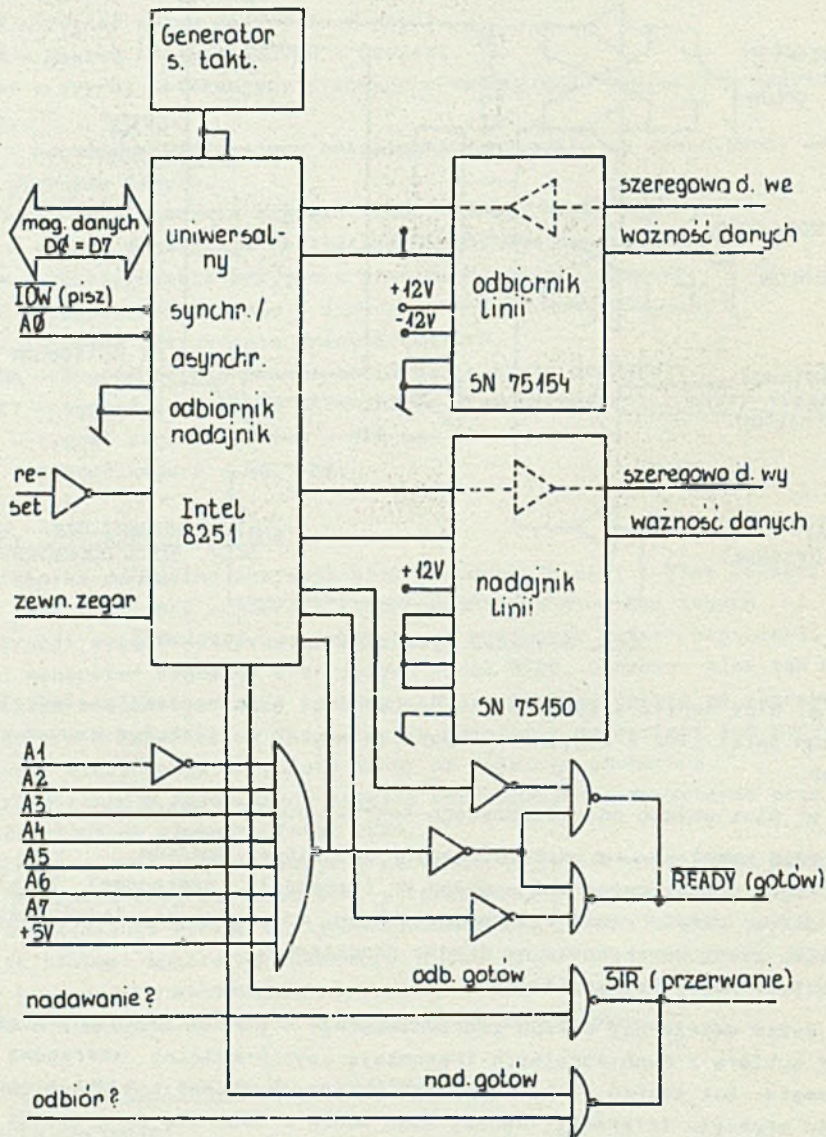 Generator
s. takt.
mag. danych
DØ = D7
IOW (pisz)
AØ
re-
set
zewn. zegar
uniwersal-
ny
synchr. /
asynchr.
odbiornik
nadajnik
Intel
8251
szeregowa d. we
ważność danych
+12V
-12V
odbiornik
linii
SN 75154
szeregowa d. wy
ważność danych
+12V
nadajnik
linii
SN 75150
A1
A2
A3
A4
A5
A6
A7
+5V
READY (gotów)
odb. gotow
SIR (przerwanie)
nadawanie?
nad. gotów
odbiór?